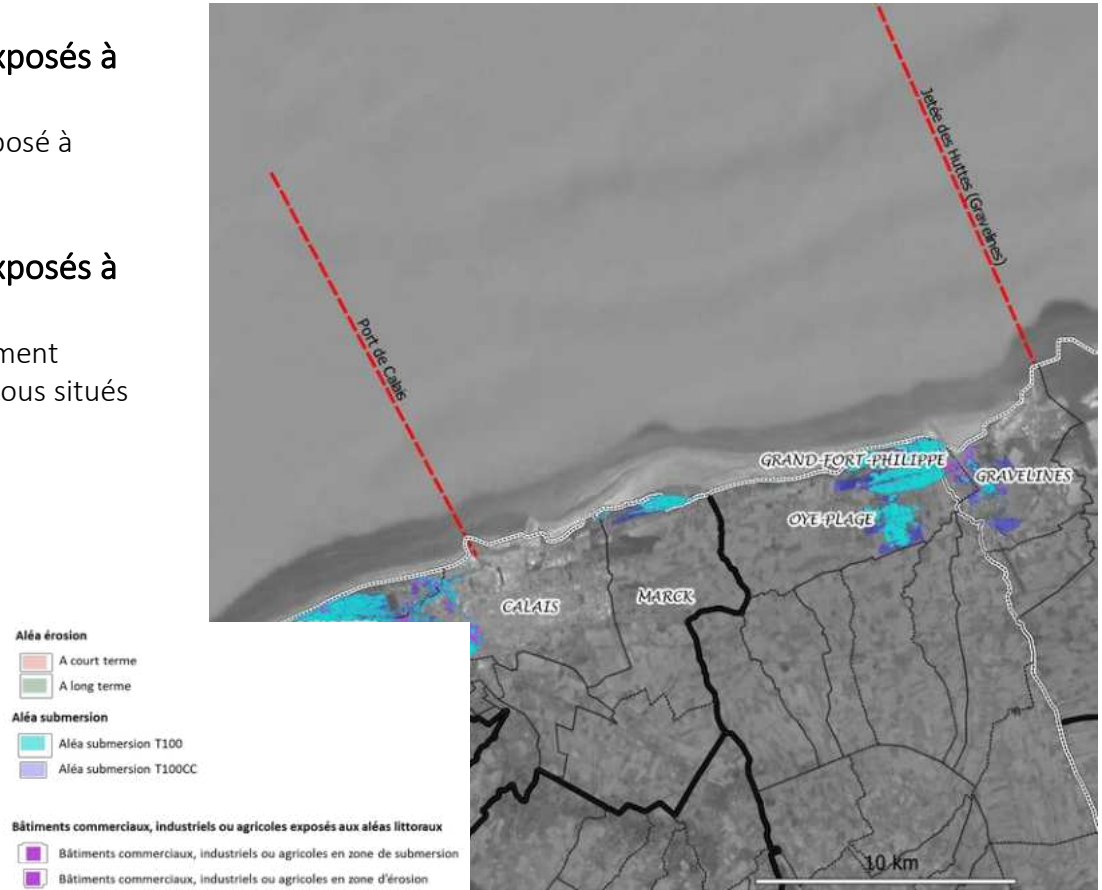 xposés à
posé à
xposés à
ment
ous situés
Jetée des Huttes (Gravelines)
Port de Calais
GRAND-FORT-PHILIPPE
GRAVELINES
OYE-PLAGE
CALAIS
MARCK
10 km
Aléa érosion
A court terme
A long terme
Aléa submersion
Aléa submersion T100
Aléa submersion T100CC
Bâtiments commerciaux, industriels ou agricoles exposés aux aléas littoraux
Bâtiments commerciaux, industriels ou agricoles en zone de submersion
Bâtiments commerciaux, industriels ou agricoles en zone d'érosion